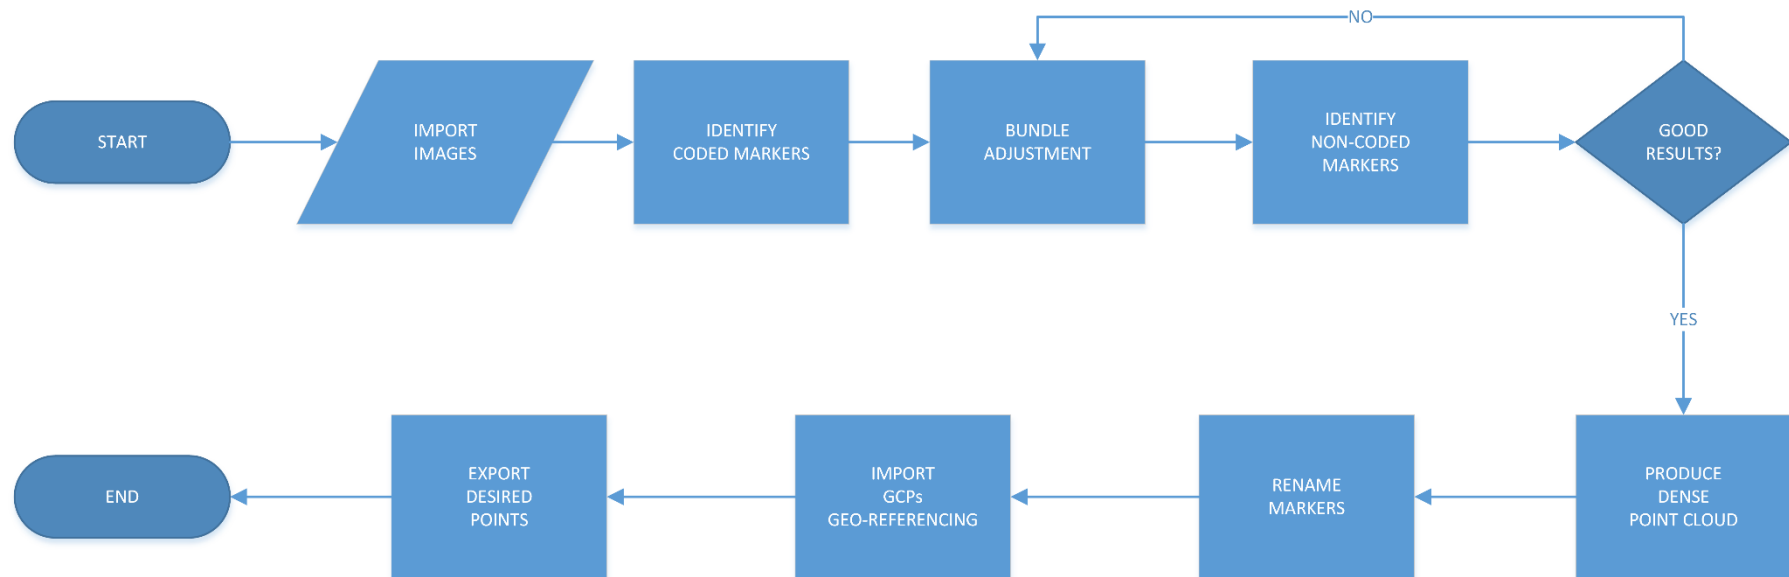 START
IMPORT
IMAGES
IDENTIFY
CODED MARKERS
BUNDLE
ADJUSTMENT
IDENTIFY
NON-CODED
MARKERS
GOOD
RESULTS?
NO
YES
PRODUCE
DENSE
POINT CLOUD
RENAME
MARKERS
IMPORT
GCPs
GEO-REFERENCING
EXPORT
DESIRED
POINTS
END